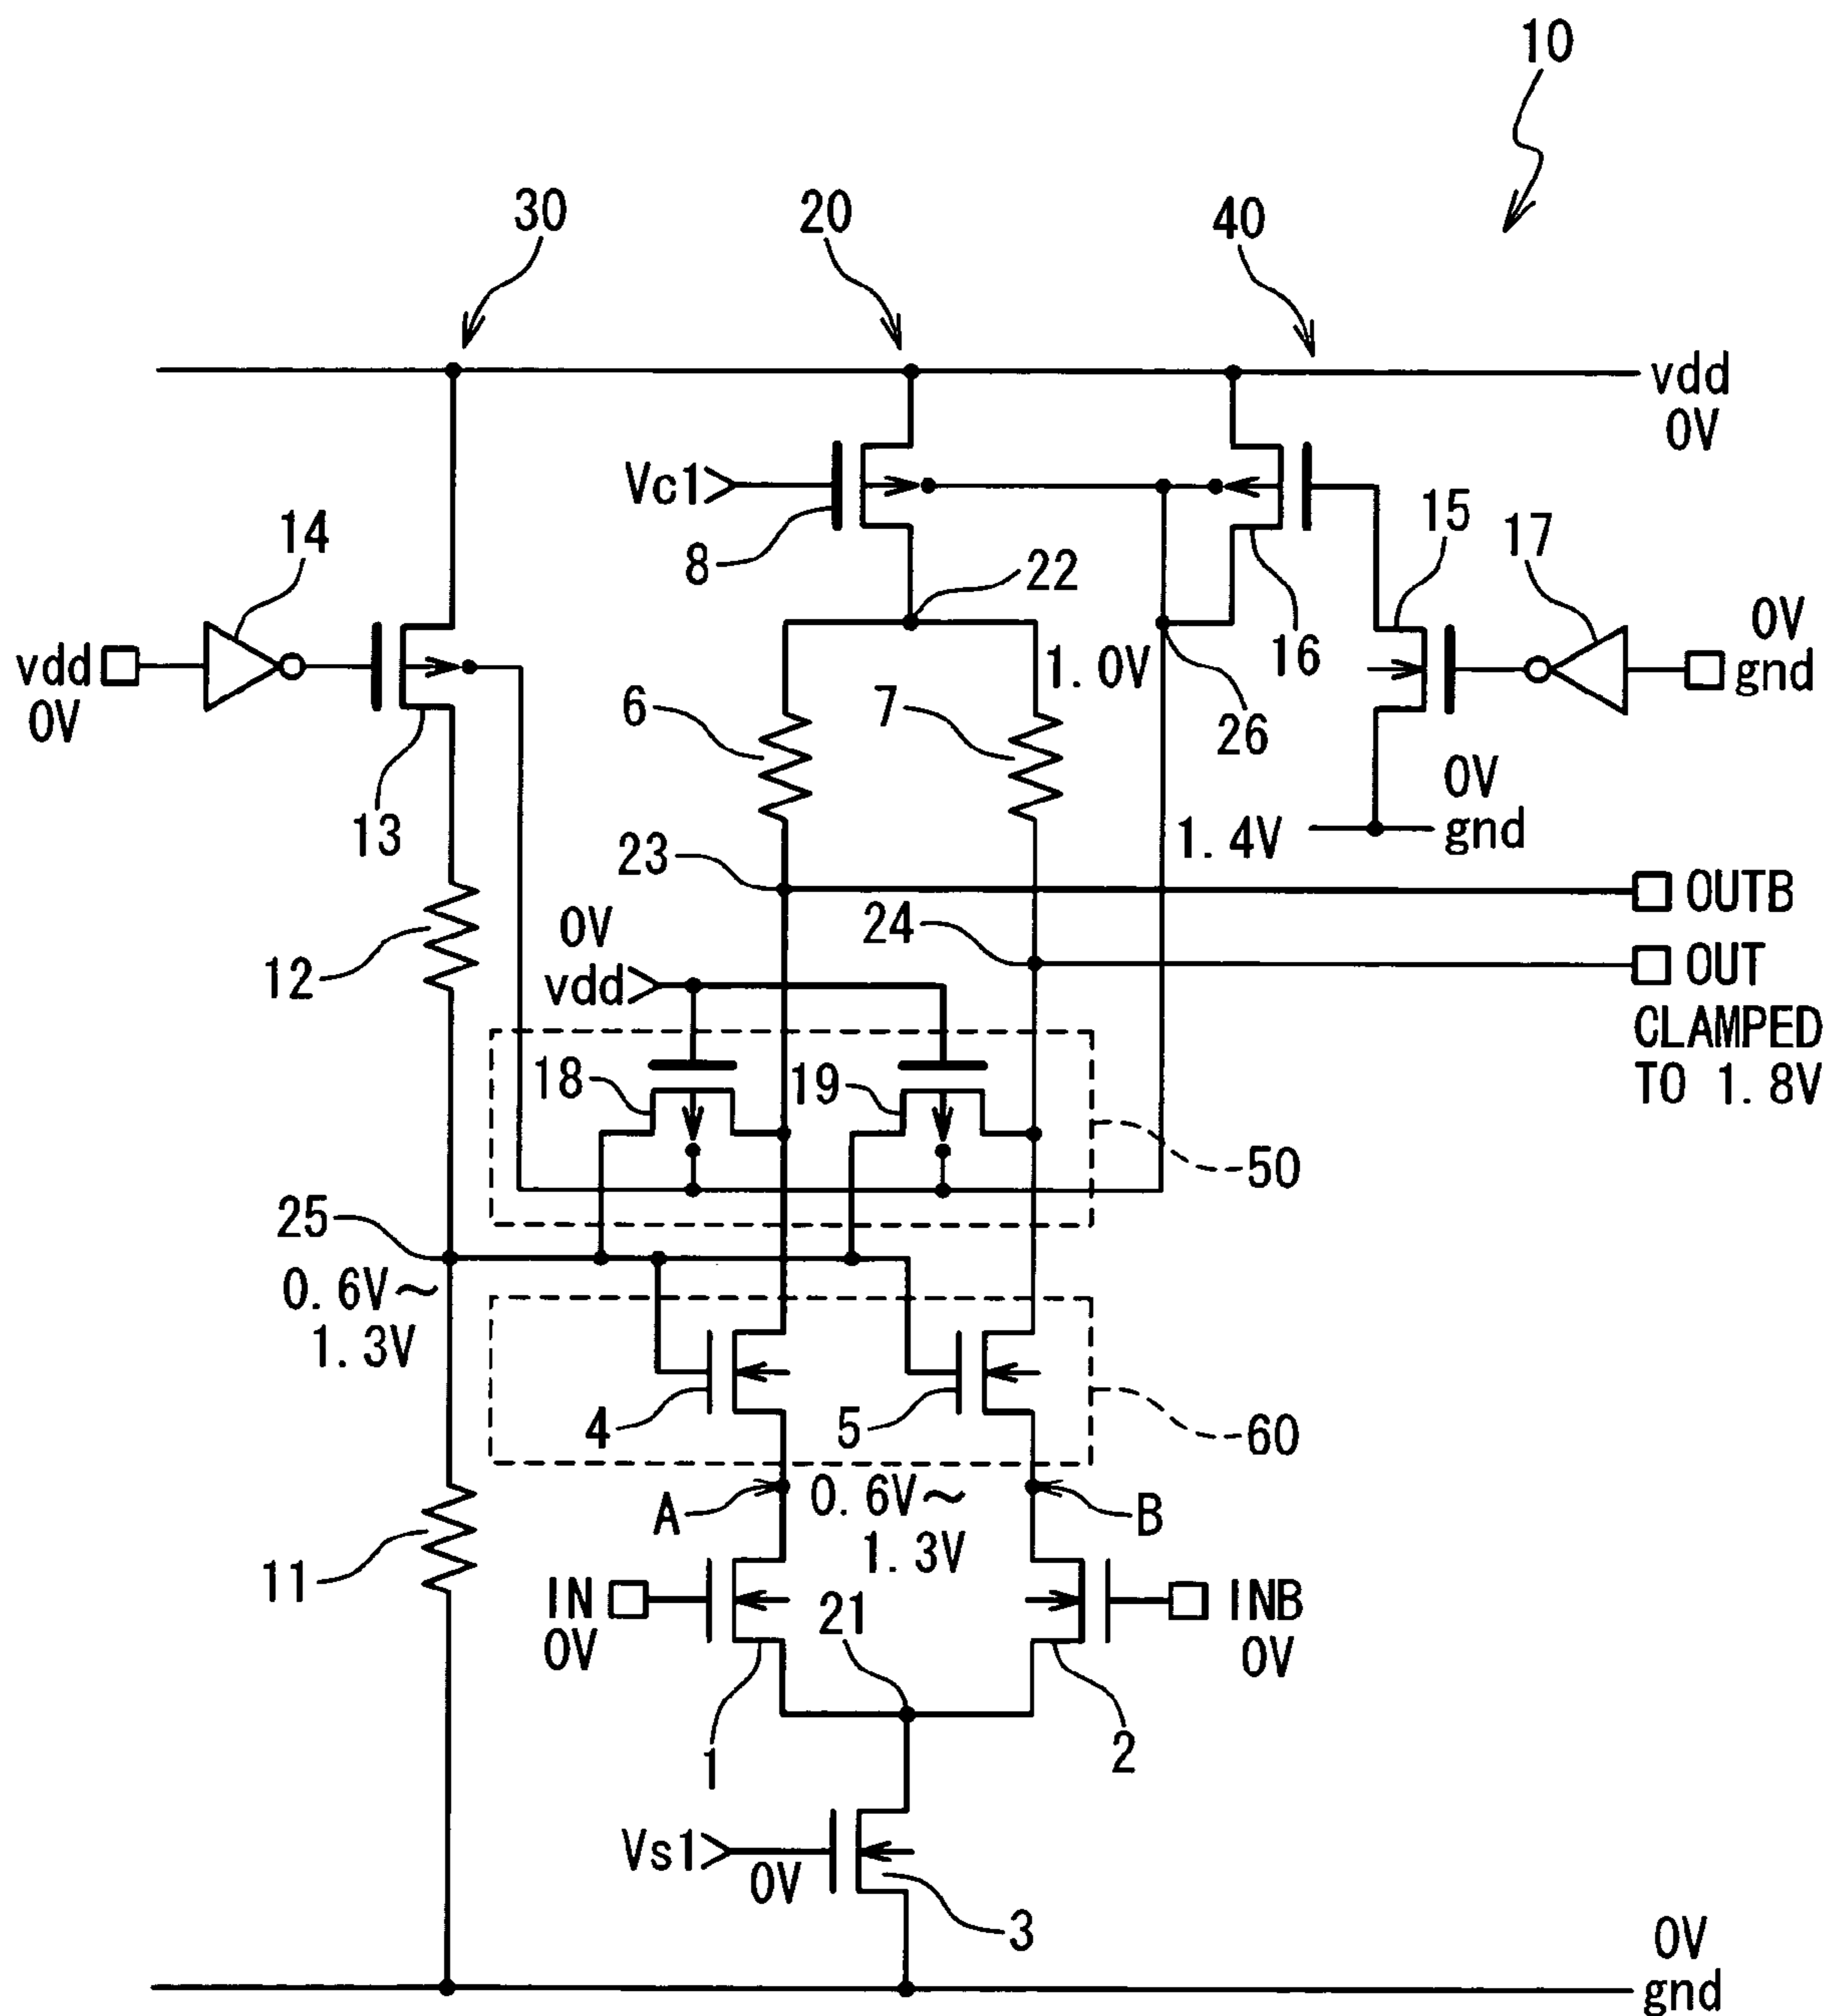 10
30
20
40
vdd
0V
Vc1
8
14
15
17
22
16
0V
gnd
vdd
0V
1.0V
6
7
26
13
0V
gnd
1.4V
23
OUTB
12
0V
vdd
24
OUT
CLAMPED
TO 1.8V
18
19
50
25
0.6V~
1.3V
4
5
60
A
0.6V~
1.3V
B
11
IN
0V
21
INB
0V
1
2
Vs1
0V
3
0V
gnd